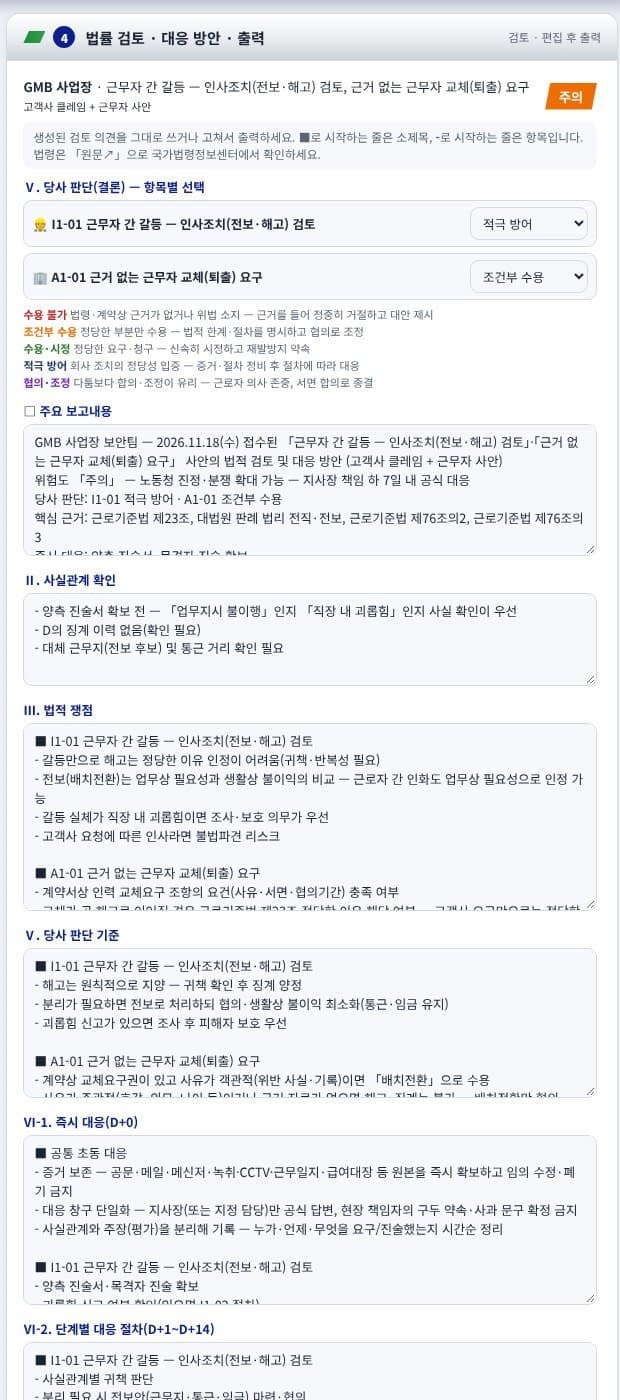 4 법률 검토 · 대응 방안 · 출력
검토 · 편집 후 출력
GMB 사업장 · 근무자 간 갈등 — 인사조치(전보·해고) 검토, 근거 없는 근무자 교체(퇴출) 요구
주의
고객사 클레임 + 근무자 사안
생성된 검토 의견을 그대로 쓰거나 고쳐서 출력하세요. ■로 시작하는 줄은 소제목, -로 시작하는 줄은 항목입니다.
법령은 「원문↗」으로 국가법령정보센터에서 확인하세요.
Ⅴ. 당사 판단(결론) — 항목별 선택
👷 I1-01 근무자 간 갈등 — 인사조치(전보·해고) 검토
적극 방어
🏢 A1-01 근거 없는 근무자 교체(퇴출) 요구
조건부 수용
수용 불가 법령·계약상 근거가 없거나 위법 소지 — 근거를 들어 정중히 거절하고 대안 제시
조건부 수용 정당한 부분만 수용 — 법적 한계·절차를 명시하고 협의로 조정
수용·시정 정당한 요구·청구 — 신속히 시정하고 재발방지 약속
적극 방어 회사 조치의 정당성 입증 — 증거·절차 정비 후 절차에 따라 대응
협의·조정 다툼보다 합의·조정이 유리 — 근로자 의사 존중, 서면 합의로 종결
□ 주요 보고내용
GMB 사업장 보안팀 — 2026.11.18(수) 접수된 「근무자 간 갈등 — 인사조치(전보·해고) 검토」·「근거 없
는 근무자 교체(퇴출) 요구」 사안의 법적 검토 및 대응 방안 (고객사 클레임 + 근무자 사안)
위험도 「주의」 — 노동청 진정·분쟁 확대 가능 — 지사장 책임 하 7일 내 공식 대응
당사 판단: I1-01 적극 방어 · A1-01 조건부 수용
핵심 근거: 근로기준법 제23조, 대법원 판례 법리 전직·전보, 근로기준법 제76조의2, 근로기준법 제76조의
3
즉시 대응: 양측 진술서·목격자 진술 확보
Ⅱ. 사실관계 확인
- 양측 진술서 확보 전 — 「업무지시 불이행」인지 「직장 내 괴롭힘」인지 사실 확인이 우선
- D의 징계 이력 없음(확인 필요)
- 대체 근무지(전보 후보) 및 통근 거리 확인 필요
Ⅲ. 법적 쟁점
■ I1-01 근무자 간 갈등 — 인사조치(전보·해고) 검토
- 갈등만으로 해고는 정당한 이유 인정이 어려움(귀책·반복성 필요)
- 전보(배치전환)는 업무상 필요성과 생활상 불이익의 비교 — 근로자 간 인화도 업무상 필요성으로 인정 가
능
- 갈등 실체가 직장 내 괴롭힘이면 조사·보호 의무가 우선
- 고객사 요청에 따른 인사라면 불법파견 리스크
■ A1-01 근거 없는 근무자 교체(퇴출) 요구
- 계약서상 인력 교체요구 조항의 요건(사유·서면·협의기간) 충족 여부
Ⅴ. 당사 판단 기준
■ I1-01 근무자 간 갈등 — 인사조치(전보·해고) 검토
- 해고는 원칙적으로 지양 — 귀책 확인 후 징계 양정
- 분리가 필요하면 전보로 처리하되 협의·생활상 불이익 최소화(통근·임금 유지)
- 괴롭힘 신고가 있으면 조사 후 피해자 보호 우선
■ A1-01 근거 없는 근무자 교체(퇴출) 요구
- 계약상 교체요구권이 있고 사유가 객관적(위반 사실·기록)이면 「배치전환」으로 수용
Ⅵ-1. 즉시 대응(D+0)
■ 공통 초동 대응
- 증거 보존 — 공문·메일·메신저·녹취·CCTV·근무일지·급여대장 등 원본을 즉시 확보하고 임의 수정·폐
기 금지
- 대응 창구 단일화 — 지사장(또는 지정 담당)만 공식 답변, 현장 책임자의 구두 약속·사과 문구 확정 금지
- 사실관계와 주장(평가)을 분리해 기록 — 누가·언제·무엇을 요구/진술했는지 시간순 정리
■ I1-01 근무자 간 갈등 — 인사조치(전보·해고) 검토
- 양측 진술서·목격자 진술 확보
Ⅵ-2. 단계별 대응 절차(D+1~D+14)
■ I1-01 근무자 간 갈등 — 인사조치(전보·해고) 검토
- 사실관계별 귀책 판단
- 분리 필요 시 전보안(근무지·통근·임금) 마련·협의